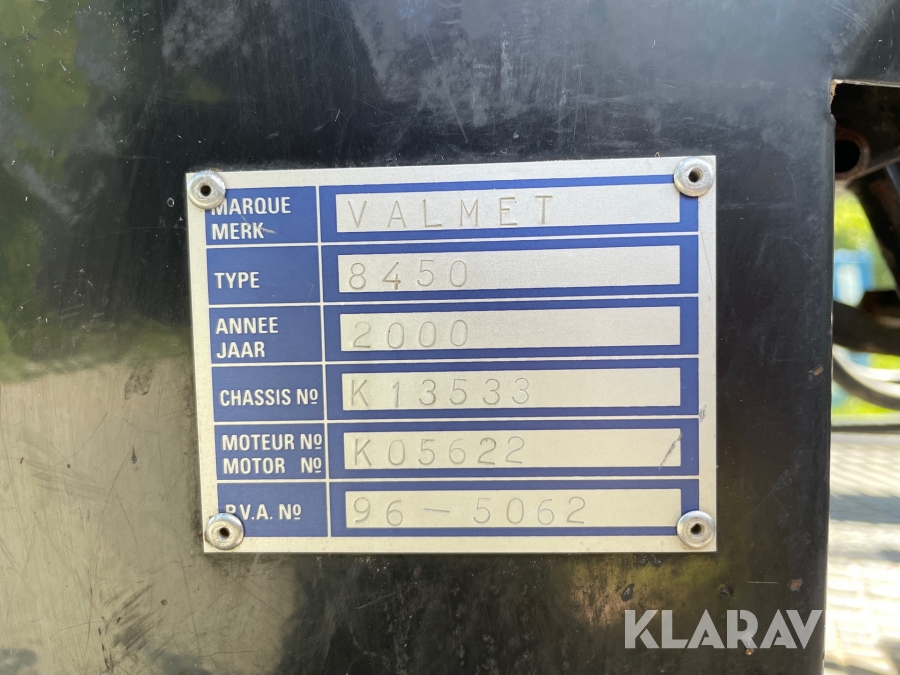 MARQUE
MERK
VALMET
TYPE
8450
ANNEE
JAAR
2000
CHASSIS Nº
K13533
MOTEUR Nº
MOTOR Nº
K05622
P.V.A. Nº
96-5062
KLARAV